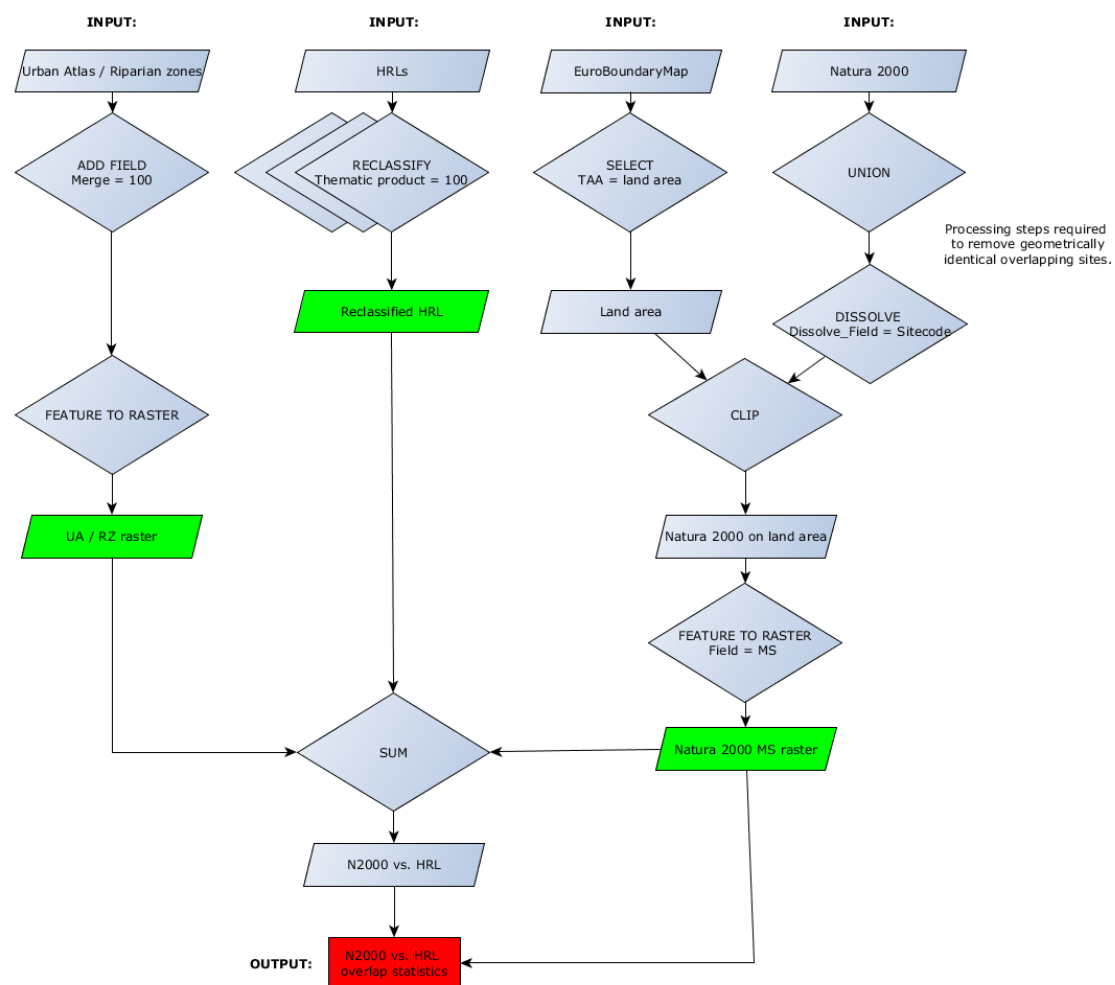 INPUT:
INPUT:
INPUT:
INPUT:
Urban Atlas / Riparian zones
HRLs
EuroBoundaryMap
Natura 2000
ADD FIELD
Merge = 100
RECLASSIFY
Thematic product = 100
SELECT
TAA = land area
UNION
Processing steps required
to remove geometrically
identical overlapping sites.
Reclassified HRL
Land area
DISSOLVE
Dissolve_Field = Sitecode
FEATURE TO RASTER
CLIP
UA / RZ raster
Natura 2000 on land area
FEATURE TO RASTER
Field = MS
SUM
Natura 2000 MS raster
N2000 vs. HRL
OUTPUT:
N2000 vs. HRL
overlap statistics